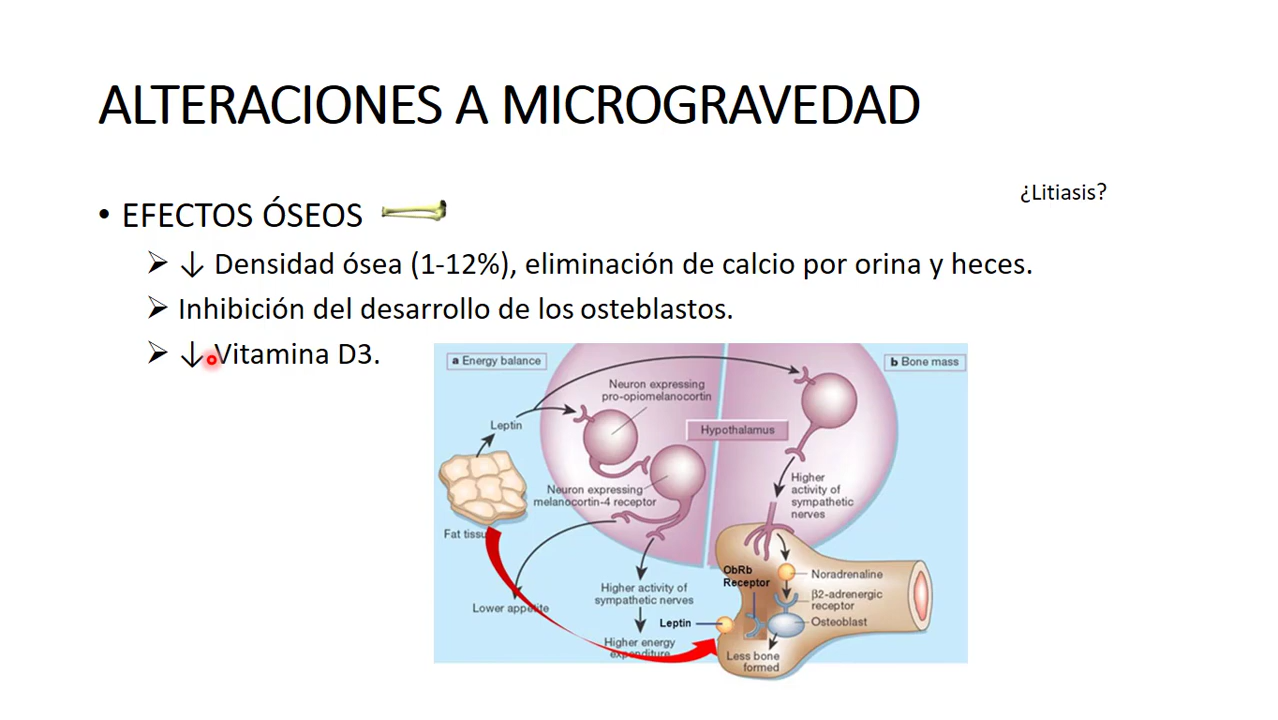 ALTERACIONES A MICROGRAVEDAD
¿Litiasis?
• EFECTOS ÓSEOS
➢ ↓ Densidad ósea (1-12%), eliminación de calcio por orina y heces.
➢ Inhibición del desarrollo de los osteblastos.
➢ ↓ Vitamina D3.
a Energy balance
b Bone mass
Neuron expressing
pro-opiomelanocortin
Leptin
Hypothalamus
Neuron expressing
melanocortin-4 receptor
Higher
activity of
sympathetic
nerves
Fat tissue
ObRb
Receptor
Noradrenaline
β2-adrenergic
receptor
Osteoblast
Lower appetite
Higher activity of
sympathetic nerves
Leptin
Higher energy
expenditure
Less bone
formed